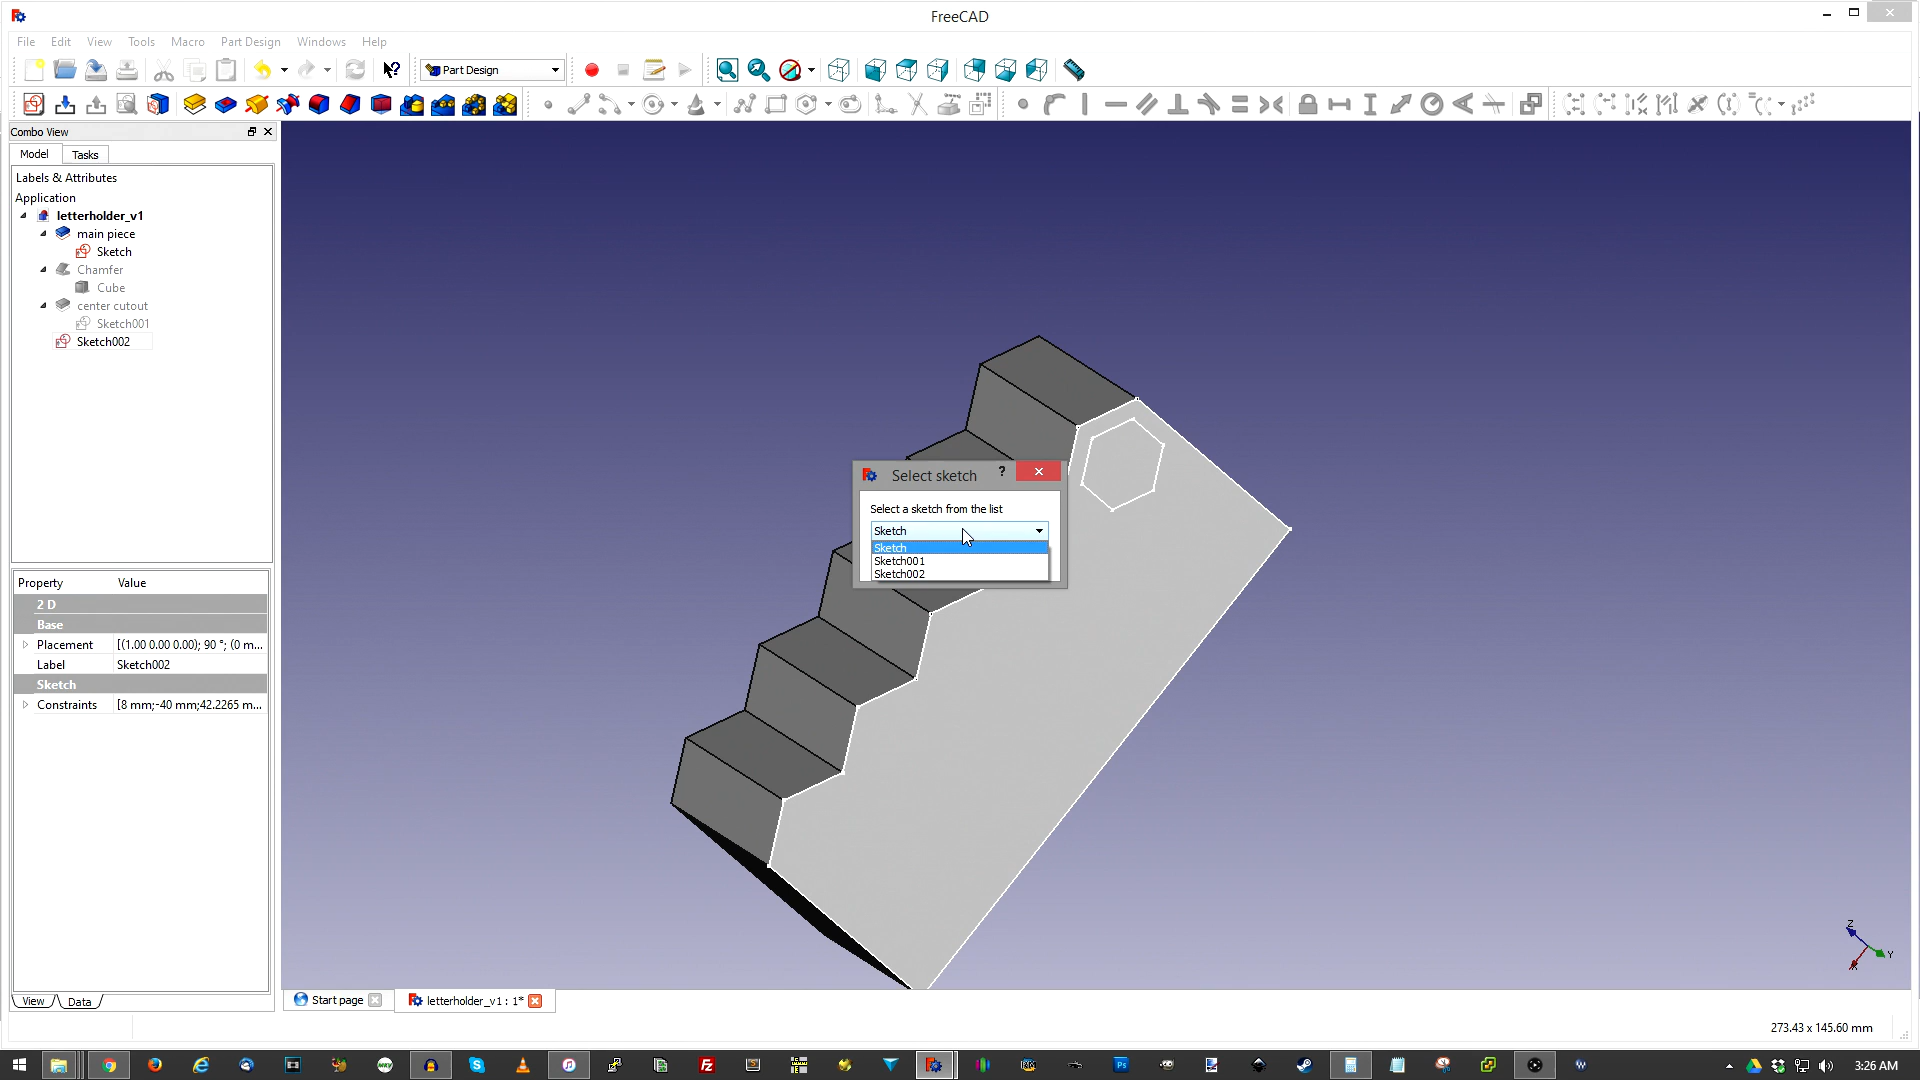 FreeCAD
File Edit View Tools Macro Part Design Windows Help
Part Design
Combo View
Model Tasks
Labels & Attributes
Application
letterholder_v1
main piece
Sketch
Chamfer
Cube
center cutout
Sketch001
Sketch002
Select sketch ?
Select a sketch from the list
Sketch
Sketch
Sketch001
Sketch002
Property Value
2 D
Base
Placement [(1.00 0.00 0.00); 90 °; (0 m...
Label Sketch002
Sketch
Constraints [8 mm;-40 mm;42.2265 m...
Z
Y
View Data
Start page letterholder_v1 : 1*
273.43 x 145.60 mm
3:26 AM